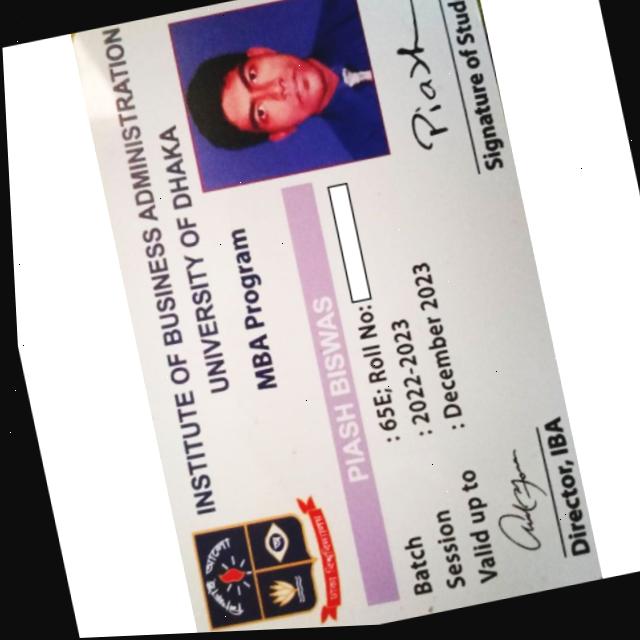 INSTITUTE OF BUSINESS ADMINISTRATION
UNIVERSITY OF DHAKA
MBA Program
PIASH BISWAS
Batch : 65E; Roll No:
Session : 2022-2023
Valid up to : December 2023
Piash
Director, IBA
Signature of Stud